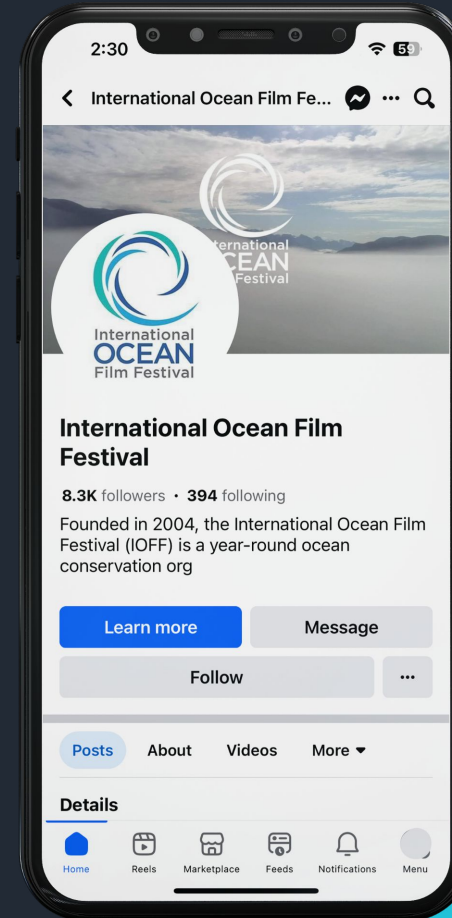 2:30
59
International Ocean Film Fe...
International
OCEAN
Film Festival
ternational
CEAN
Festival
International Ocean Film
Festival
8.3K followers • 394 following
Founded in 2004, the International Ocean Film
Festival (IOFF) is a year-round ocean
conservation org
Learn more
Message
Follow
Posts
About
Videos
More
Details
Home
Reels
Marketplace
Feeds
Notifications
Menu